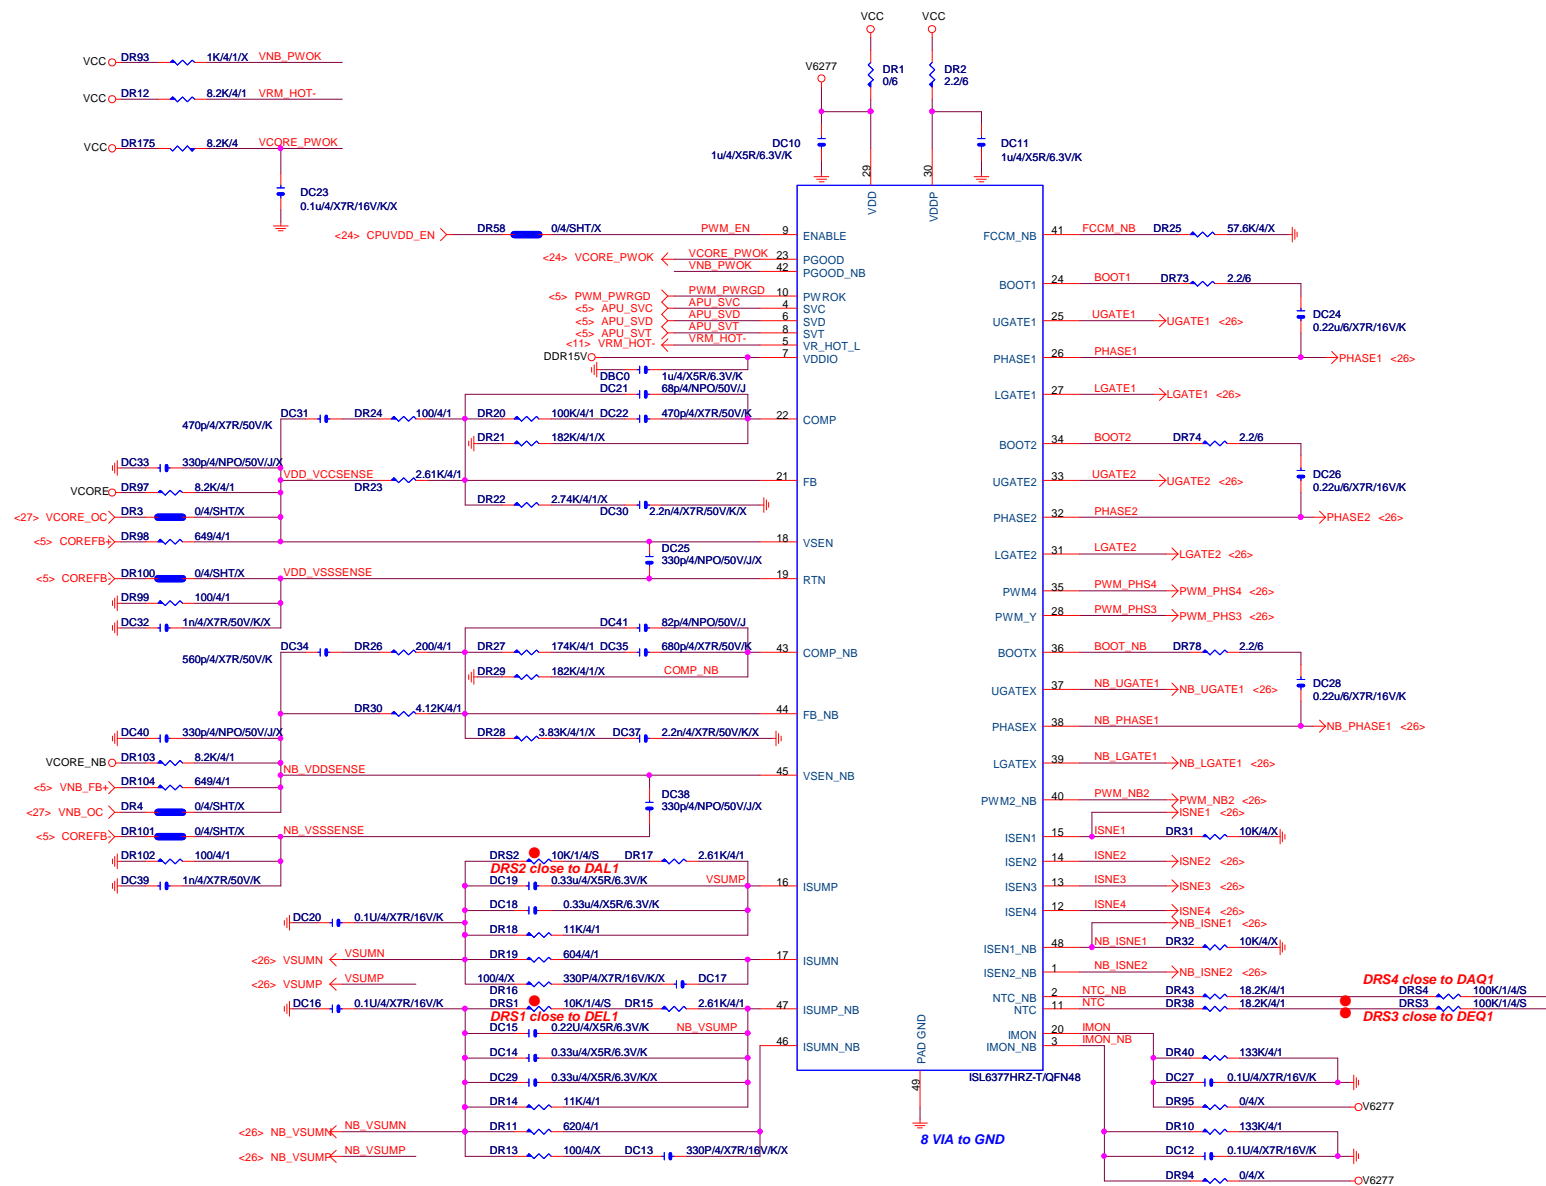 VCC VCC
VCC DR93 1K/4/1/X VNB_PWOK
VCC DR12 8.2K/4/1 VRM_HOT-
VCC DR175 8.2K/4 VCORE_PWOK
DC23
0.1u/4/X7R/16V/K/X
V6277
DR1
0/6
DR2
2.2/6
DC10
1u/4/X5R/6.3V/K
DC11
1u/4/X5R/6.3V/K
29 30
VDD VDDP
<24> CPUVDD_EN DR58 0/4/SHT/X PWM_EN 9 ENABLE
<24> VCORE_PWOK VCORE_PWOK 23 PGOOD
VNB_PWOK 42 PGOOD_NB
<5> PWM_PWRGD PWM_PWRGD 10 PWROK
<5> APU_SVC APU_SVC 4 SVC
<5> APU_SVD APU_SVD 6 SVD
<5> APU_SVT APU_SVT 8 SVT
<11> VRM_HOT- VRM_HOT- 5 VR_HOT_L
DDR15V 7 VDDIO
DBC0 1u/4/X5R/6.3V/K
DC21 68p/4/NPO/50V/J
DC31 DR24 100/4/1 DR20 100K/4/1 DC22 470p/4/X7R/50V/K 22 COMP
470p/4/X7R/50V/K
DR21 182K/4/1/X
DC33 330p/4/NPO/50V/J/X
VDD_VCCSENSE 2.61K/4/1 21 FB
DR23
VCORE DR97 8.2K/4/1
DR22 2.74K/4/1/X
DC30 2.2n/4/X7R/50V/K/X
<27> VCORE_OC DR3 0/4/SHT/X
<5> COREFB+ DR98 649/4/1 18 VSEN
DC25
330p/4/NPO/50V/J/X
<5> COREFB- DR100 0/4/SHT/X VDD_VSSSENSE 19 RTN
DR99 100/4/1
DC32 1n/4/X7R/50V/K/X
DC41 82p/4/NPO/50V/J
DC34 DR26 200/4/1 DR27 174K/4/1 DC35 680p/4/X7R/50V/K 43 COMP_NB
560p/4/X7R/50V/K
DR29 182K/4/1/X COMP_NB
DR30 4.12K/4/1 44 FB_NB
DC40 330p/4/NPO/50V/J/X
DR28 3.83K/4/1/X DC37 2.2n/4/X7R/50V/K/X
VCORE_NB DR103 8.2K/4/1
NB_VDDSENSE 45 VSEN_NB
<5> VNB_FB+ DR104 649/4/1
DC38
330p/4/NPO/50V/J/X
<27> VNB_OC DR4 0/4/SHT/X
<5> COREFB- DR101 0/4/SHT/X NB_VSSSENSE
DR102 100/4/1
DC39 1n/4/X7R/50V/K
DRS2 10K/1/4/S DR17 2.61K/4/1
DRS2 close to DAL1
DC19 0.33u/4/X5R/6.3V/K VSUMP 16 ISUMP
DC18 0.33u/4/X5R/6.3V/K
DC20 0.1U/4/X7R/16V/K
DR18 11K/4/1
<26> VSUMN VSUMN DR19 604/4/1 17 ISUMN
<26> VSUMP VSUMP 100/4/X 330P/4/X7R/16V/K/X DC17
DR16
DC16 0.1U/4/X7R/16V/K DRS1 10K/1/4/S DR15 2.61K/4/1 47 ISUMP_NB
DRS1 close to DEL1
DC15 0.22U/4/X5R/6.3V/K NB_VSUMP
46 ISUMN_NB
DC14 0.33u/4/X5R/6.3V/K
DC29 0.33u/4/X5R/6.3V/K/X
DR14 11K/4/1
<26> NB_VSUMN NB_VSUMN DR11 620/4/1
<26> NB_VSUMP NB_VSUMP DR13 100/4/X DC13 330P/4/X7R/16V/K/X
FCCM_NB 41 FCCM_NB DR25 57.6K/4/X
BOOT1 24 BOOT1 DR73 2.2/6
DC24
0.22u/6/X7R/16V/K
UGATE1 25 UGATE1 UGATE1 <26>
PHASE1 26 PHASE1 PHASE1 <26>
LGATE1 27 LGATE1 LGATE1 <26>
BOOT2 34 BOOT2 DR74 2.2/6
DC26
0.22u/6/X7R/16V/K
UGATE2 33 UGATE2 UGATE2 <26>
PHASE2 32 PHASE2 PHASE2 <26>
LGATE2 31 LGATE2 LGATE2 <26>
PWM4 35 PWM_PHS4 PWM_PHS4 <26>
PWM_Y 28 PWM_PHS3 PWM_PHS3 <26>
BOOTX 36 BOOT_NB DR78 2.2/6
DC28
0.22u/6/X7R/16V/K
UGATEX 37 NB_UGATE1 NB_UGATE1 <26>
PHASEX 38 NB_PHASE1 NB_PHASE1 <26>
LGATEX 39 NB_LGATE1 NB_LGATE1 <26>
PWM2_NB 40 PWM_NB2 PWM_NB2 <26>
ISNE1 <26>
ISEN1 15 ISNE1 DR31 10K/4/X
ISEN2 14 ISNE2 ISNE2 <26>
ISEN3 13 ISNE3 ISNE3 <26>
ISEN4 12 ISNE4 ISNE4 <26>
NB_ISNE1 <26>
ISEN1_NB 48 NB_ISNE1 DR32 10K/4/X
ISEN2_NB 1 NB_ISNE2 NB_ISNE2 <26>
DRS4 close to DAQ1
NTC_NB 2 NTC_NB DR43 18.2K/4/1 DRS4 100K/1/4/S
NTC 11 NTC DR38 18.2K/4/1 DRS3 100K/1/4/S
DRS3 close to DEQ1
IMON 20 IMON
IMON_NB 3 IMON_NB
DR40 133K/4/1
DC27 0.1U/4/X7R/16V/K
DR95 0/4/X V6277
DR10 133K/4/1
DC12 0.1U/4/X7R/16V/K
DR94 0/4/X V6277
PAD GND
49
ISL6377HRZ-T/QFN48
8 VIA to GND